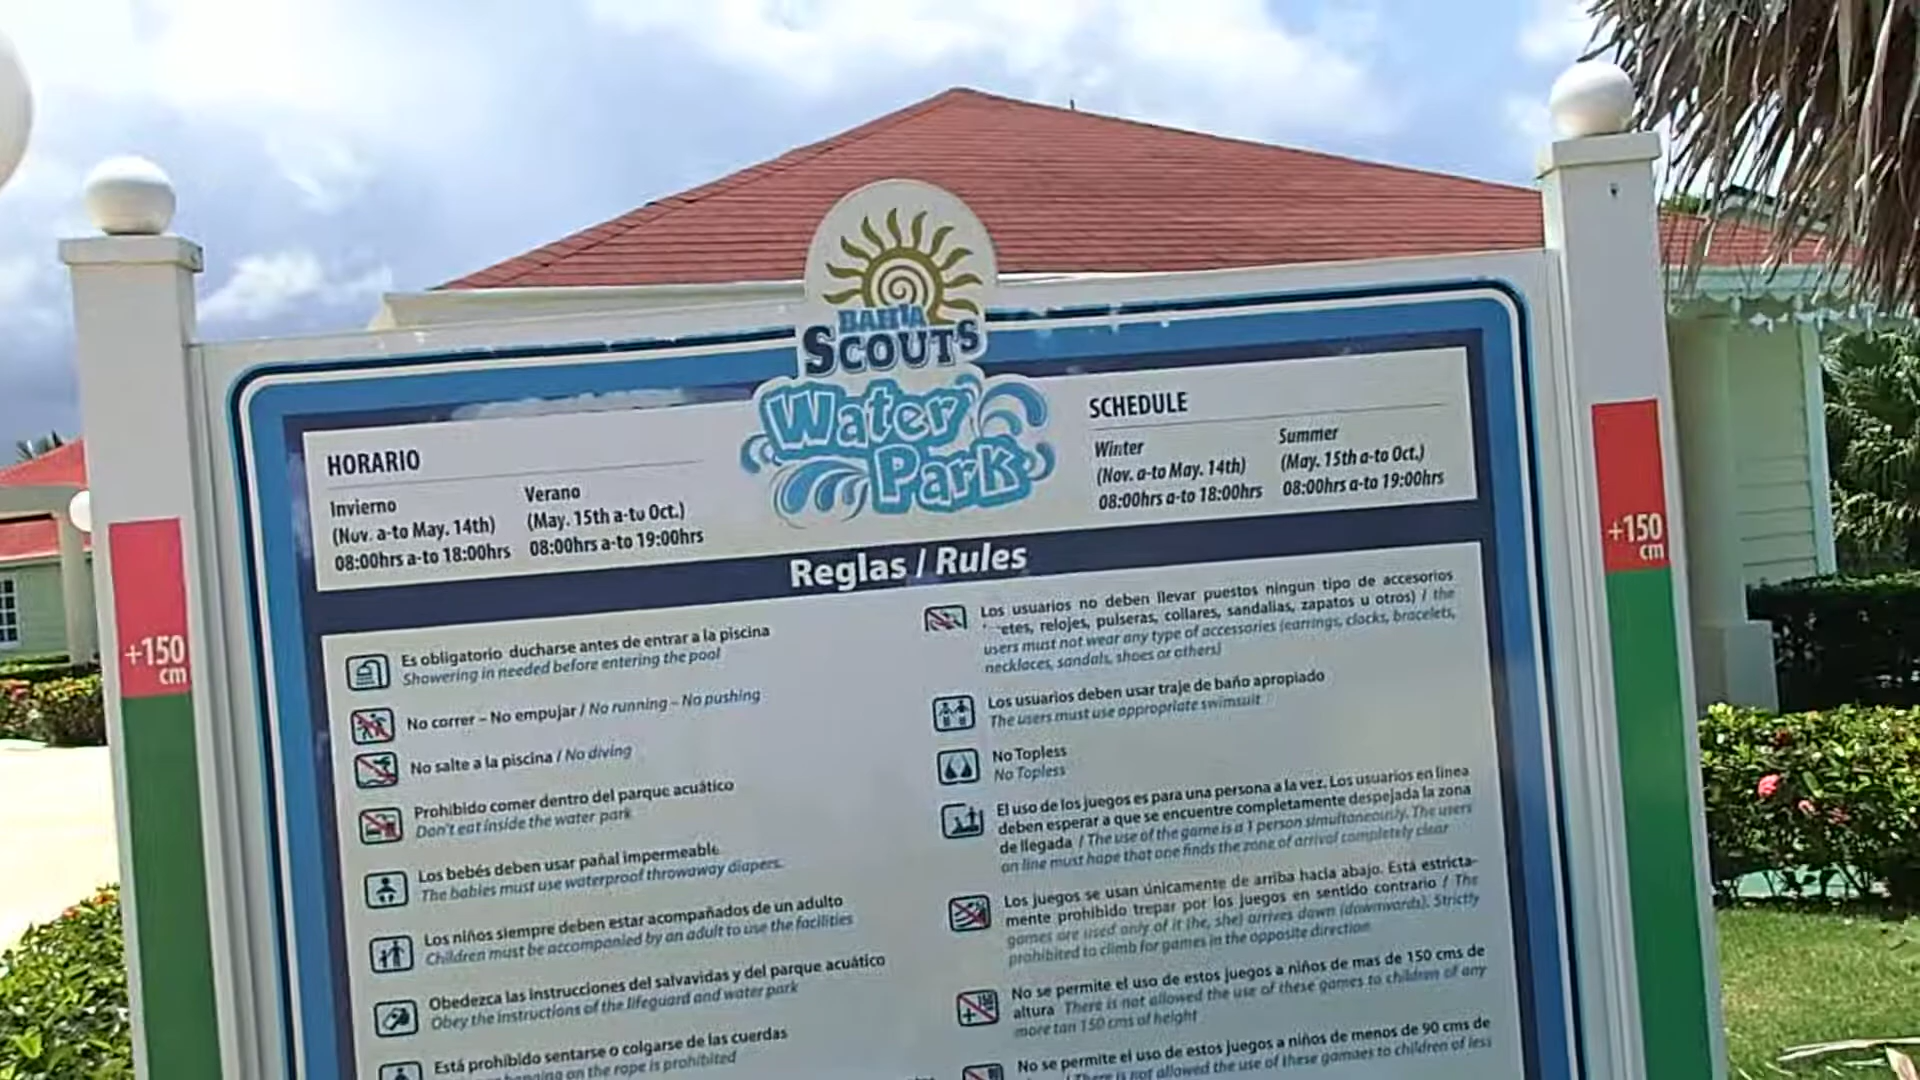 BAHIA
SCOUTS
Water
Park
HORARIO
Invierno
(Nov. a-to May. 14th)
08:00hrs a-to 18:00hrs
Verano
(May. 15th a-to Oct.)
08:00hrs a-to 19:00hrs
SCHEDULE
Winter
(Nov. a-to May. 14th)
08:00hrs a-to 18:00hrs
Summer
(May. 15th a-to Oct.)
08:00hrs a-to 19:00hrs
Reglas / Rules
+150
cm
Es obligatorio ducharse antes de entrar a la piscina
Showering in needed before entering the pool
No correr – No empujar / No running – No pushing
No salte a la piscina / No diving
Prohibido comer dentro del parque acuático
Don't eat inside the water park
Los bebés deben usar pañal impermeable
The babies must use waterproof throwaway diapers.
Los niños siempre deben estar acompañados de un adulto
Children must be accompanied by an adult to use the facilities
Obedezca las instrucciones del salvavidas y del parque acuático
Obey the instructions of the lifeguard and water park
Está prohibido sentarse o colgarse de las cuerdas
hanging on the rope is prohibited
Los usuarios no deben llevar puestos ningun tipo de accesorios
etes, relojes, pulseras, collares, sandalias, zapatos u otros) / the
users must not wear any type of accessories (earrings, clocks, bracelets,
necklaces, sandals, shoes or others)
Los usuarios deben usar traje de baño apropiado
The users must use appropriate swimsuit
No Topless
No Topless
El uso de los juegos es para una persona a la vez. Los usuarios en linea
deben esperar a que se encuentre completamente despejada la zona
de llegada / The use of the game is a 1 person simultaneously. The users
on line must hope that one finds the zone of arrival completely clear
Los juegos se usan únicamente de arriba hacia abajo. Está estricta-
mente prohibido trepar por los juegos en sentido contrario / The
games are used only of it (he, she) arrives down (downwards). Strictly
prohibited to climb for games in the opposite direction
No se permite el uso de estos juegos a niños de mas de 150 cms de
altura There is not allowed the use of these games to children of any
more tan 150 cms of height
No se permite el uso de estos juegos a niños de menos de 90 cms de
/ There is not allowed the use of these gamaes to children of less
+150
cm